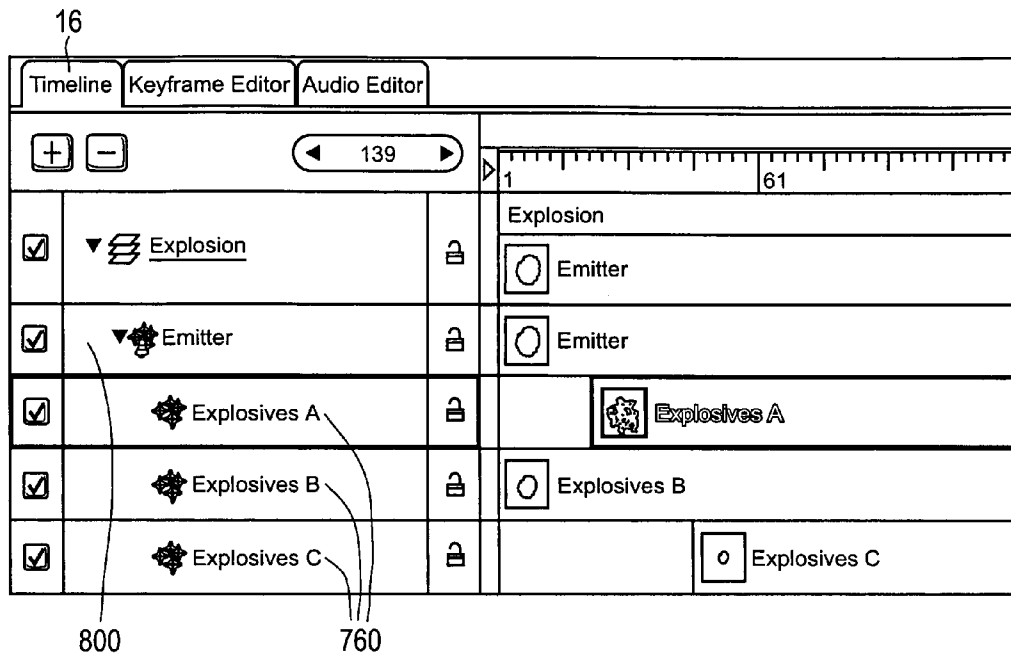 16
Timeline Keyframe Editor Audio Editor
+ - 139
1 61
Explosion
Explosion
Emitter
Emitter Emitter
Explosives A Explosives A
Explosives B Explosives B
Explosives C Explosives C
800 760